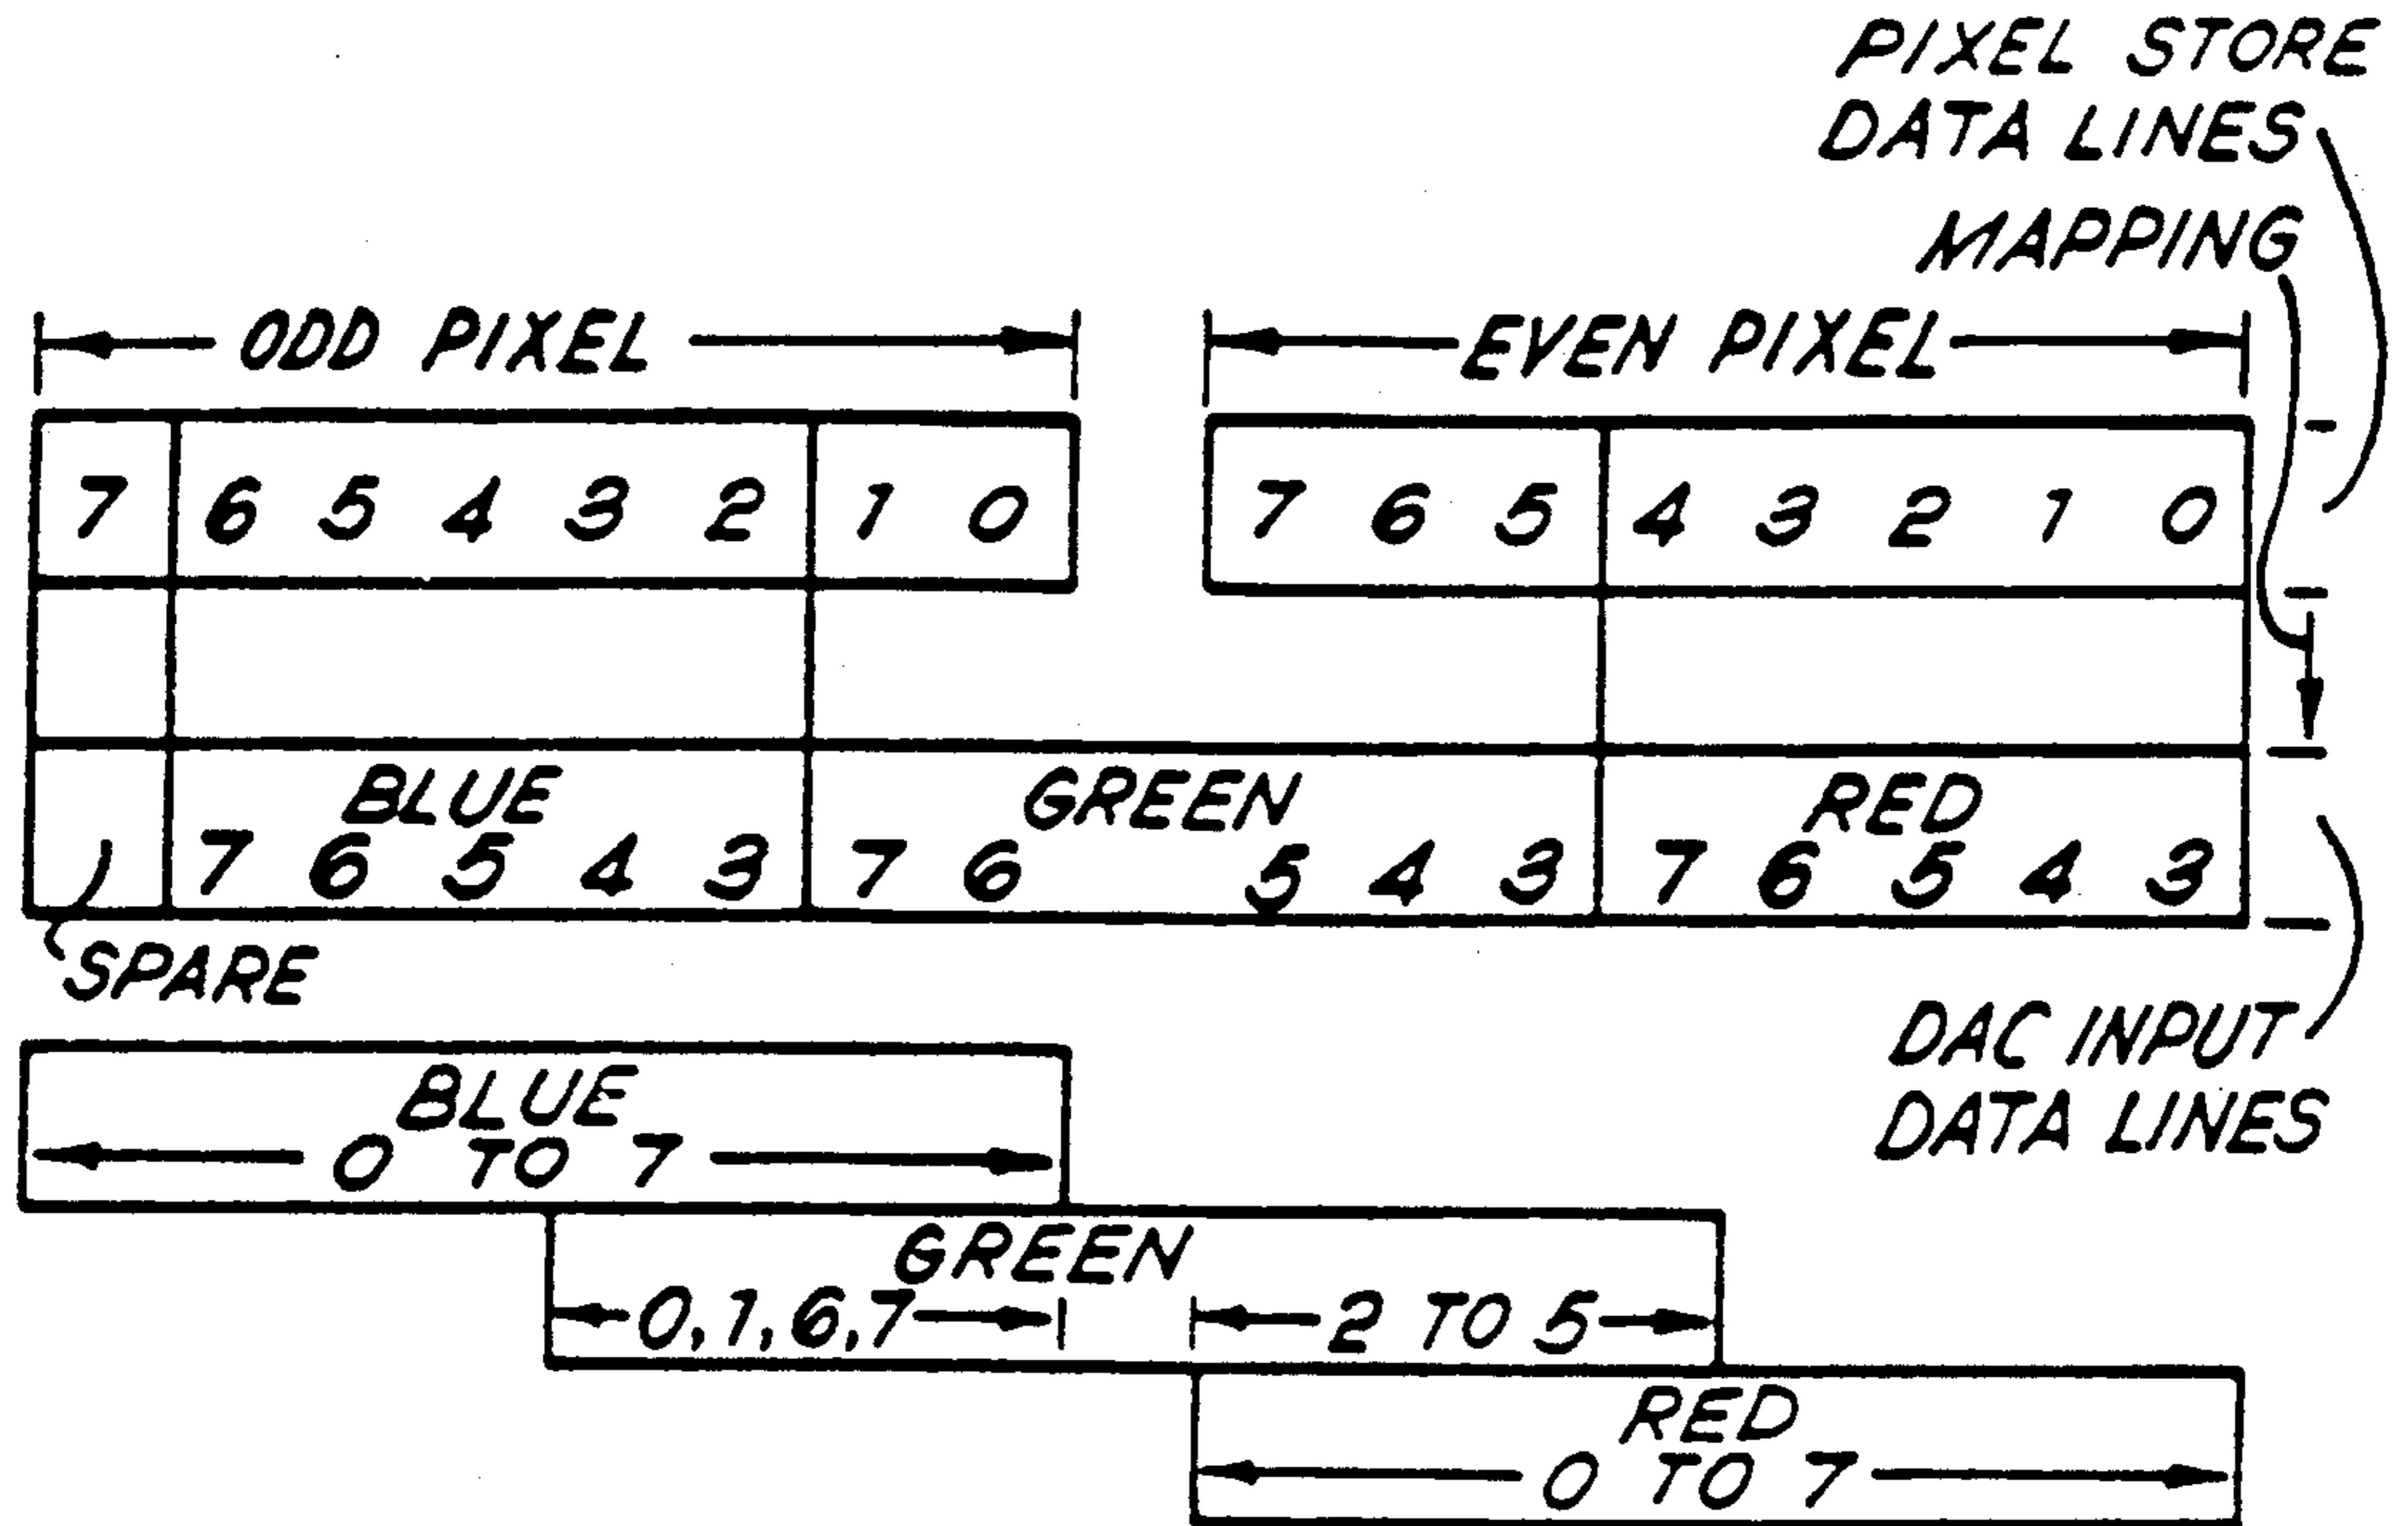 PIXEL STORE
DATA LINES
MAPPING
ODD PIXEL
EVEN PIXEL
7 6 5 4 3 2 1 0
7 6 5 4 3 2 1 0
BLUE
GREEN
RED
7 6 5 4 3
7 6 5 4 3
7 6 5 4 3
SPARE
DAC INPUT
DATA LINES
BLUE
0 TO 7
GREEN
0,1,6,7
2 TO 5
RED
0 TO 7